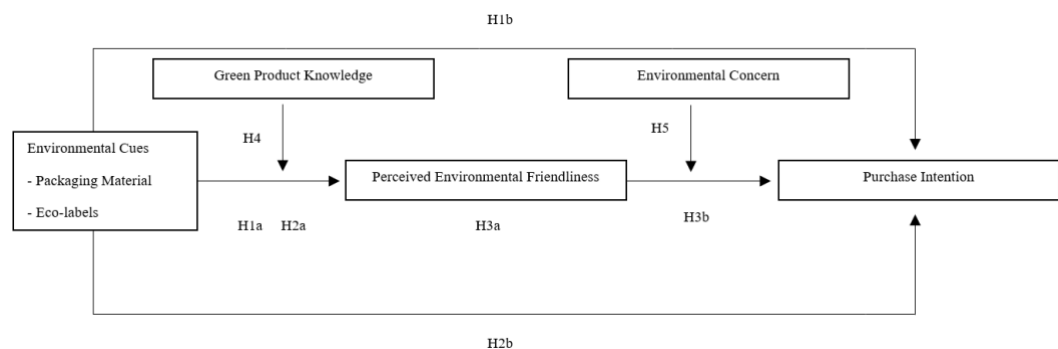 H1b
Green Product Knowledge
Environmental Concern
H4
H5
Environmental Cues
- Packaging Material
- Eco-labels
Perceived Environmental Friendliness
Purchase Intention
H1a H2a
H3a
H3b
H2b